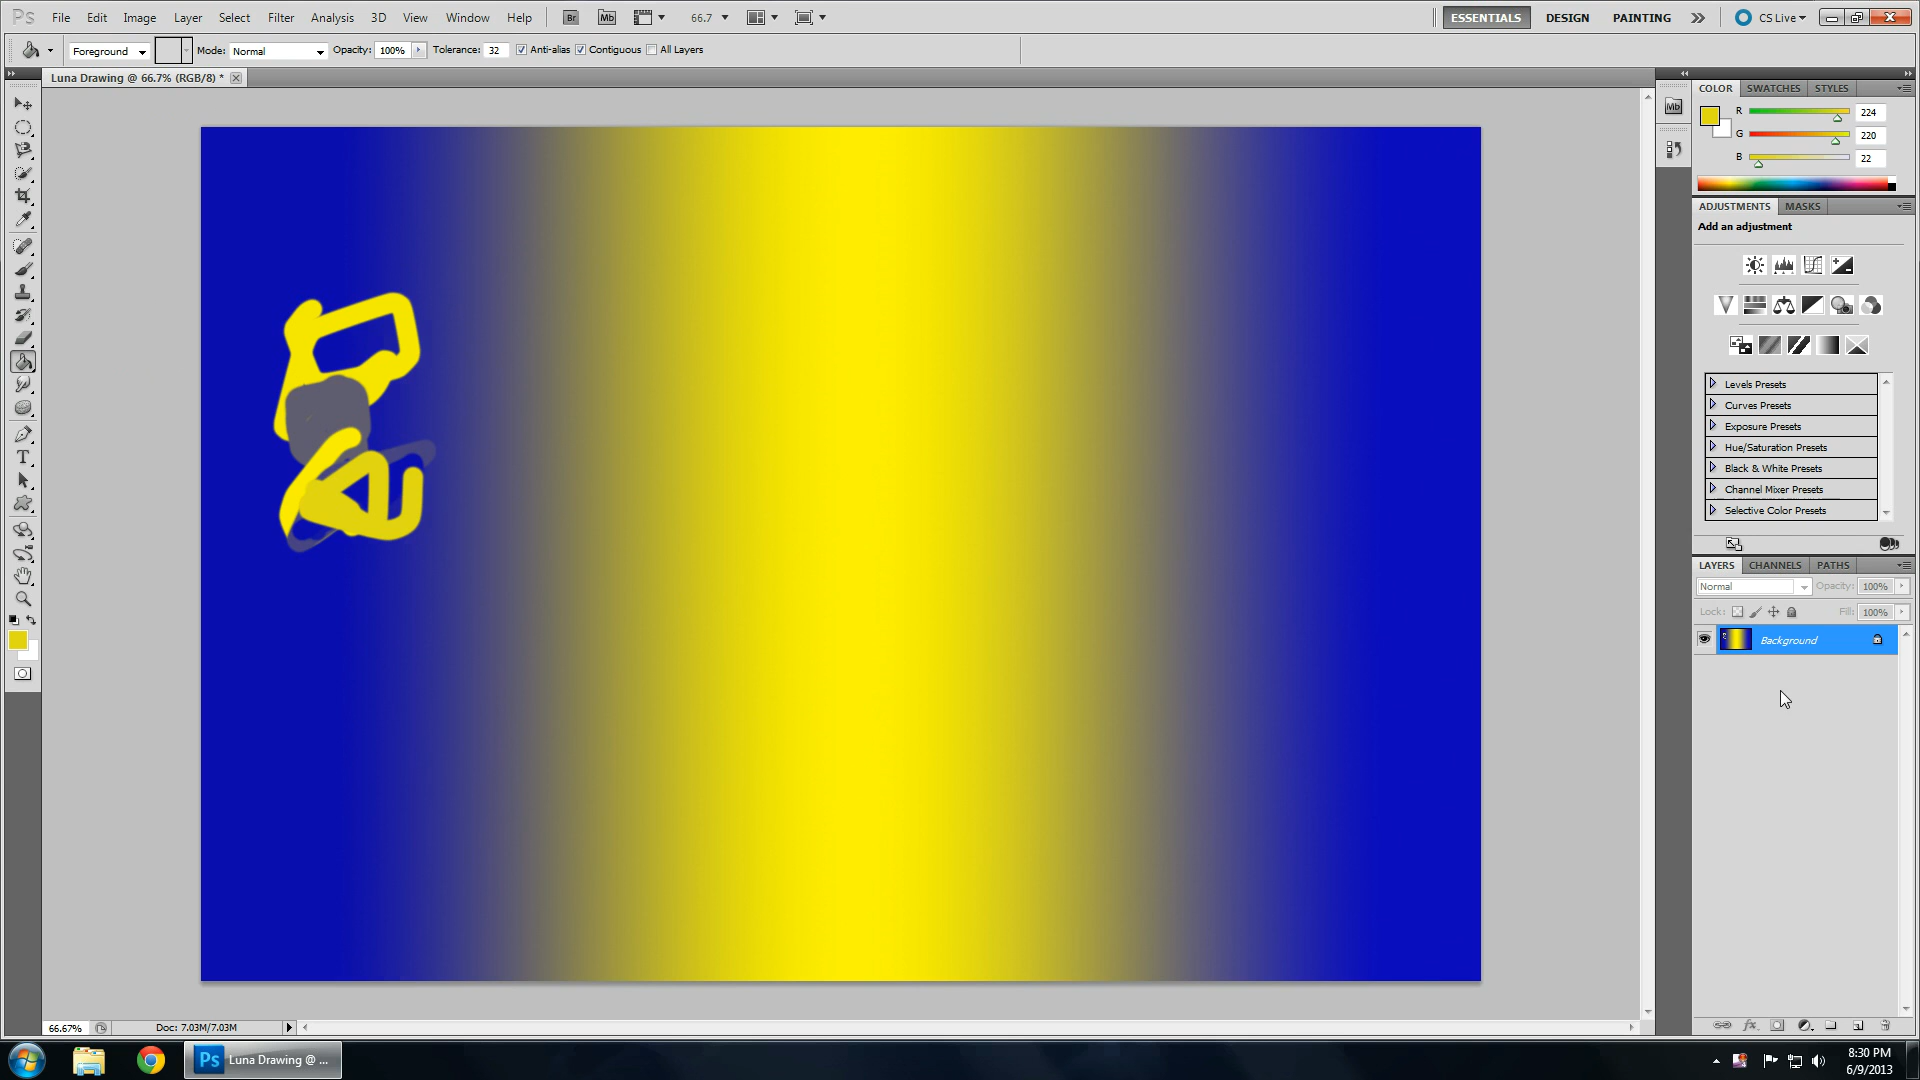 Ps File Edit Image Layer Select Filter Analysis 3D View Window Help Br Mb 66.7 ESSENTIALS DESIGN PAINTING CS Live
Foreground Mode: Normal Opacity: 100% Tolerance: 32 Anti-alias Contiguous All Layers
Luna Drawing @ 66.7% (RGB/8) *
COLOR SWATCHES STYLES
Mb
R 224
G 220
B 22
ADJUSTMENTS MASKS
Add an adjustment
Levels Presets
Curves Presets
Exposure Presets
Hue/Saturation Presets
Black & White Presets
Channel Mixer Presets
Selective Color Presets
LAYERS CHANNELS PATHS
Normal Opacity: 100%
Lock: Fill: 100%
Background
T
66.67% Doc: 7.03M/7.03M
fx
Ps Luna Drawing @ ...
8:30 PM
6/9/2013